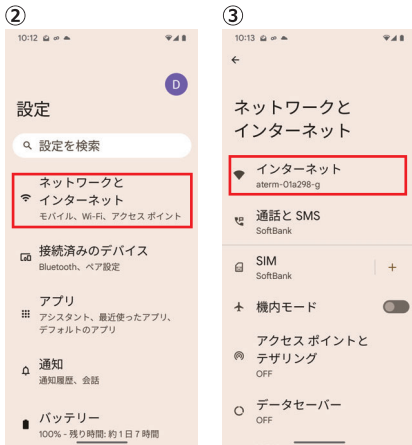 ②
10:12
D
設定
設定を検索
ネットワークと
インターネット
モバイル、Wi-Fi、アクセス ポイント
接続済みのデバイス
Bluetooth、ペア設定
アプリ
アシスタント、最近使ったアプリ、
デフォルトのアプリ
通知
通知履歴、会話
バッテリー
100% - 残り時間: 約 1 日 7 時間
③
10:13
ネットワークと
インターネット
インターネット
aterm-01a298-g
通話と SMS
SoftBank
SIM
SoftBank
機内モード
アクセス ポイントと
テザリング
OFF
データセーバー
OFF